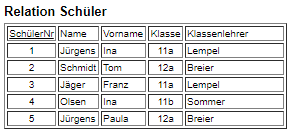 Relation Schüler
SchülerNr Name Vorname Klasse Klassenlehrer
1 Jürgens Ina 11a Lempel
2 Schmidt Tom 12a Breier
3 Jäger Franz 11a Lempel
4 Olsen Ina 11b Sommer
5 Jürgens Paula 12a Breier